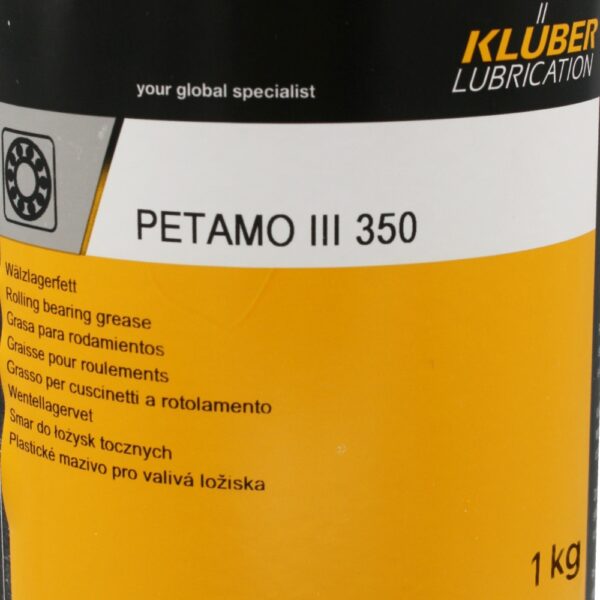 KLÜBER
LUBRICATION
your global specialist
PETAMO III 350
Wälzlagerfett
Rolling bearing grease
Grasa para rodamientos
Graisse pour roulements
Grasso per cuscinetti a rotolamento
Wentellagervet
Smar do łożysk tocznych
Plastické mazivo pro valivá ložiska
1 kg